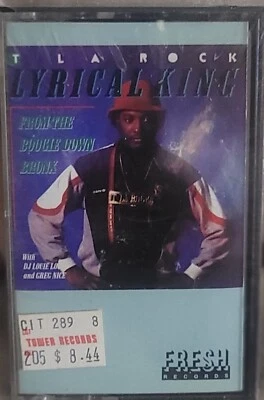 T LA ROCK
LYRICAL KING
FROM THE
BOOGIE DOWN
BRONX
With
DJ LOUIE LOU
and GREG NICE
CIT 289 8
TOWER RECORDS
205 $ 8.44
FRESH
RECORDS